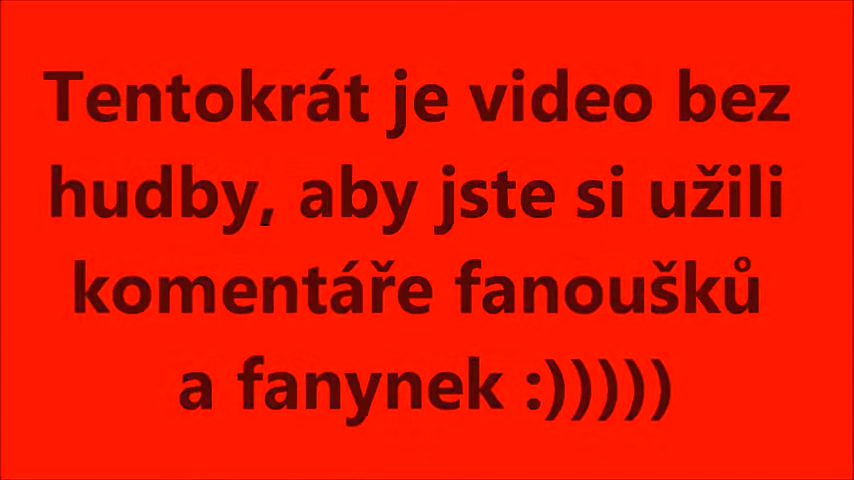 Tentokrát je video bez
hudby, aby jste si užili
komentáře fanoušků
a fanynek :)))))